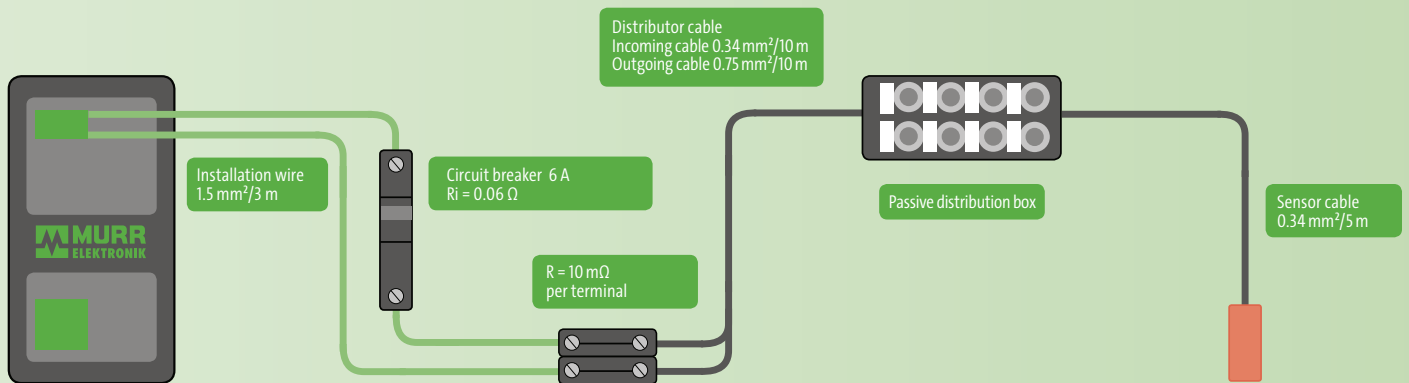 Distributor cable
Incoming cable 0.34 mm²/10 m
Outgoing cable 0.75 mm²/10 m
Installation wire
1.5 mm²/3 m
Circuit breaker 6 A
Ri = 0.06 Ω
Passive distribution box
Sensor cable
0.34 mm²/5 m
MURR
ELEKTRONIK
R = 10 mΩ
per terminal